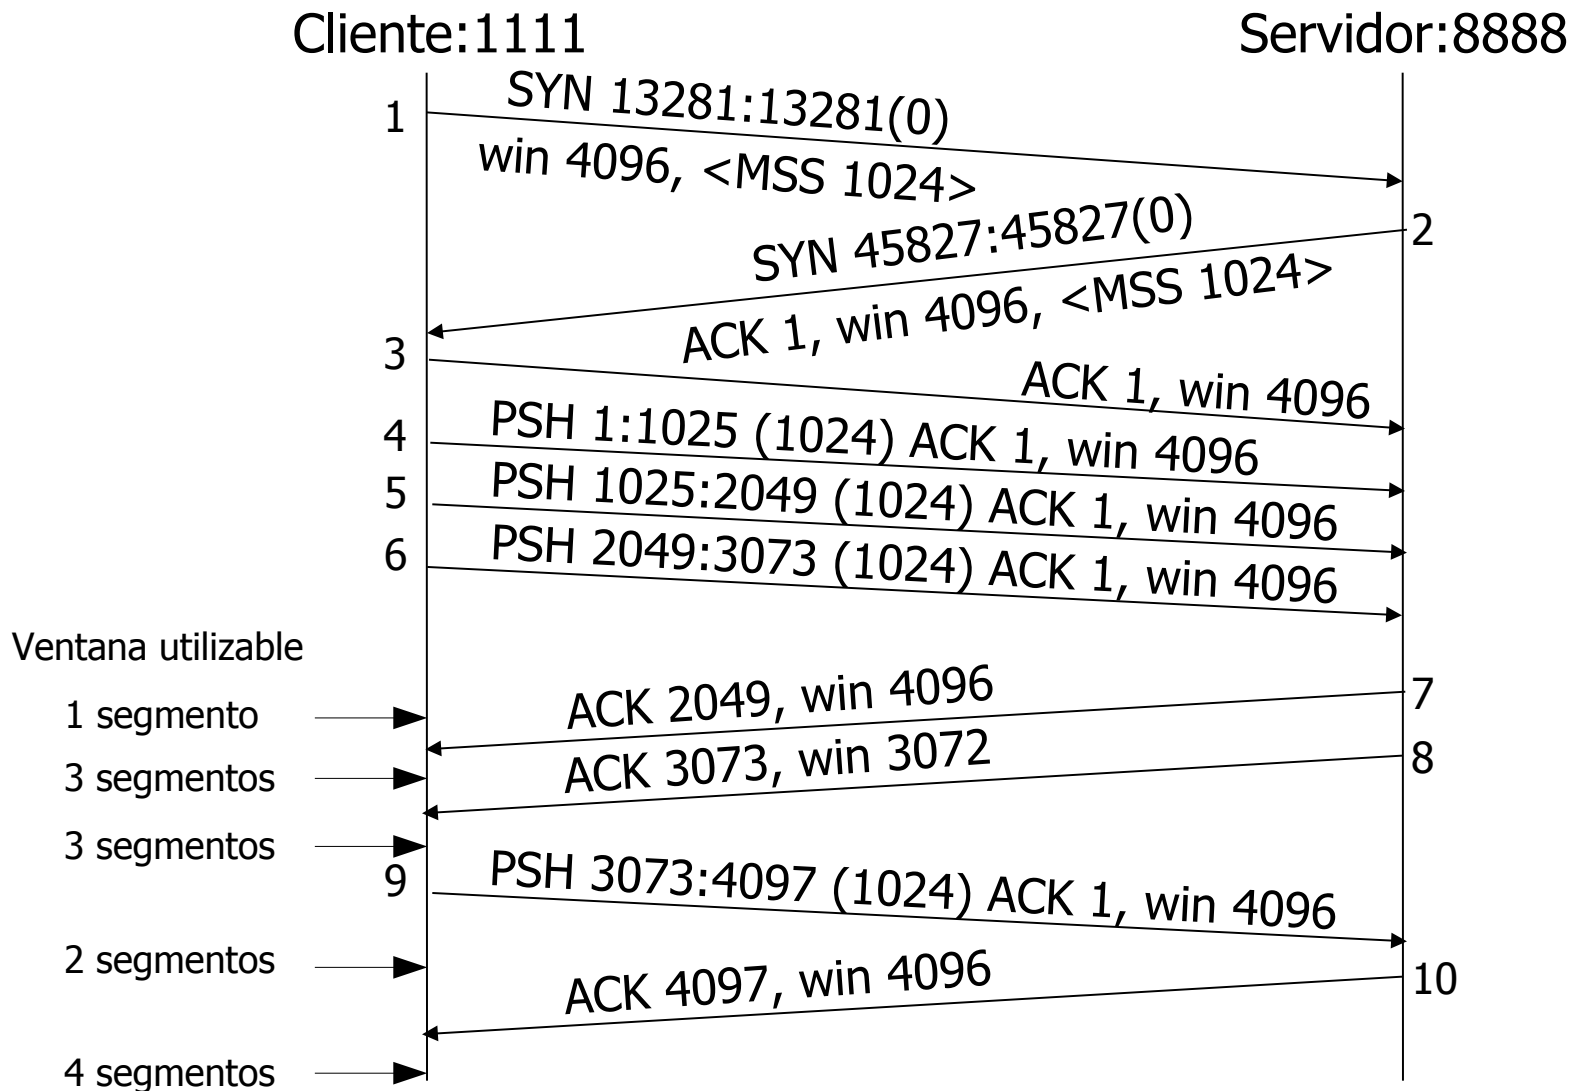 Cliente:1111
Servidor:8888
1
SYN 13281:13281(0)
win 4096, <MSS 1024>
2
SYN 45827:45827(0)
ACK 1, win 4096, <MSS 1024>
3
ACK 1, win 4096
4
PSH 1:1025 (1024) ACK 1, win 4096
5
PSH 1025:2049 (1024) ACK 1, win 4096
6
PSH 2049:3073 (1024) ACK 1, win 4096
Ventana utilizable
7
ACK 2049, win 4096
1 segmento
8
ACK 3073, win 3072
3 segmentos
3 segmentos
9
PSH 3073:4097 (1024) ACK 1, win 4096
2 segmentos
10
ACK 4097, win 4096
4 segmentos